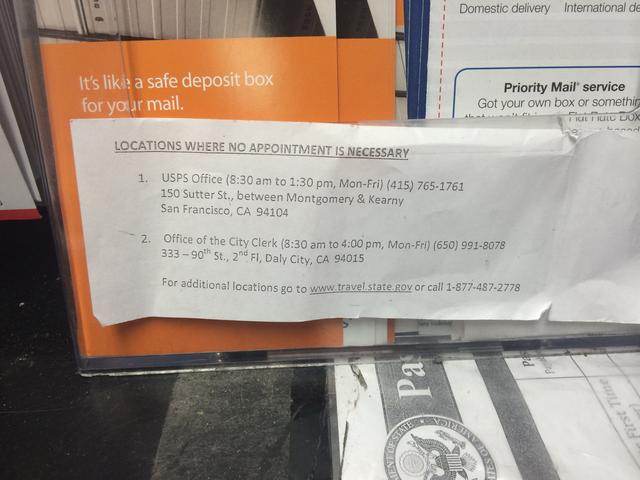 Domestic delivery International de
It's like a safe deposit box
for your mail.
Priority Mail® service
Got your own box or somethin
LOCATIONS WHERE NO APPOINTMENT IS NECESSARY
1. USPS Office (8:30 am to 1:30 pm, Mon-Fri) (415) 765-1761
150 Sutter St., between Montgomery & Kearny
San Francisco, CA 94104
2. Office of the City Clerk (8:30 am to 4:00 pm, Mon-Fri) (650) 991-8078
333 – 90th St., 2nd Fl, Daly City, CA 94015
For additional locations go to www.travel.state.gov or call 1-877-487-2778
Pas
First Time